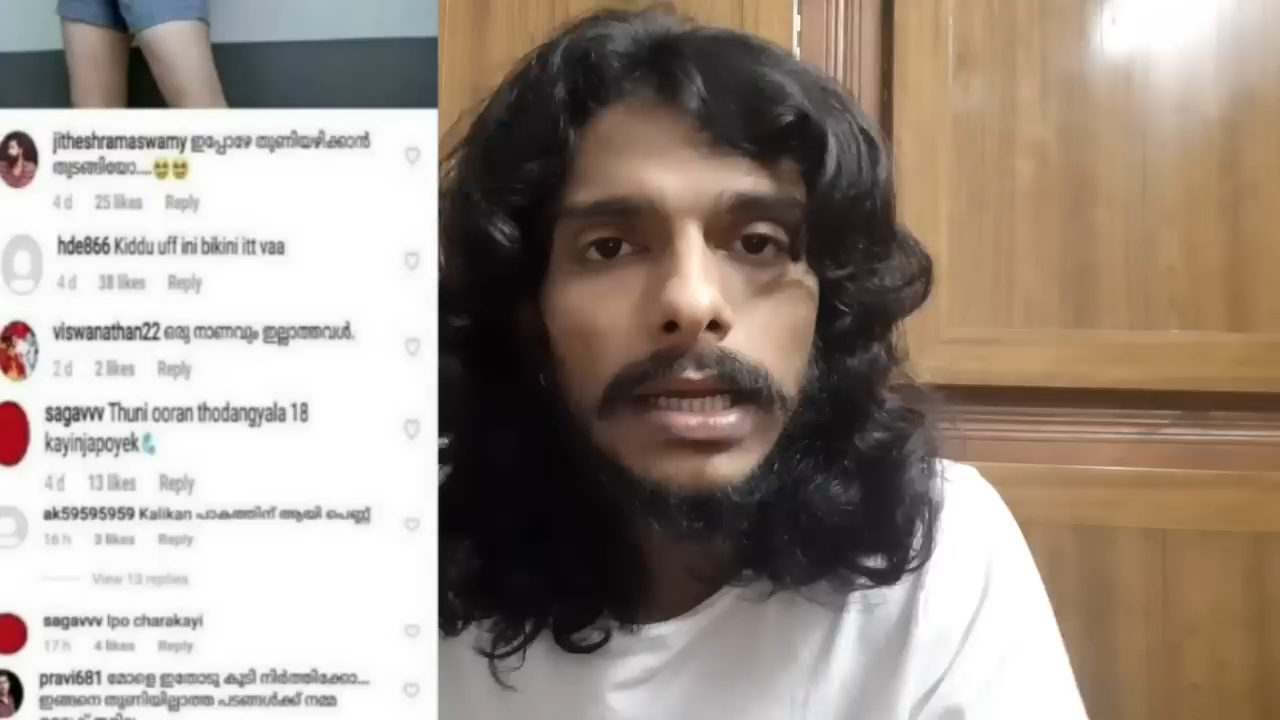 jitheshramaswamy ഇപ്പോഴേ തുണിയഴിക്കാൻ
തുടങ്ങിയോ....
4 d 25 likes Reply
hde866 Kiddu uff ini bikini itt vaa
4 d 38 likes Reply
viswanathan22 ഒരു നാണവും ഇല്ലാത്തവൾ.
2 d 2 likes Reply
sagavvv Thuni ooran thodangyala 18
kayinjapoyek
4 d 13 likes Reply
ak59595959 Kalikan പാകത്തിന് ആയി പെണ്ണ്
16 h 3 likes Reply
View 13 replies
sagavvv Ipo charakayi
17 h 4 likes Reply
pravi681 മോളെ ഇതോടു കൂടി നിർത്തിക്കോ...
ഇങ്ങനെ തുണിയില്ലാത്ത പടങ്ങൾക്ക് നമ്മ